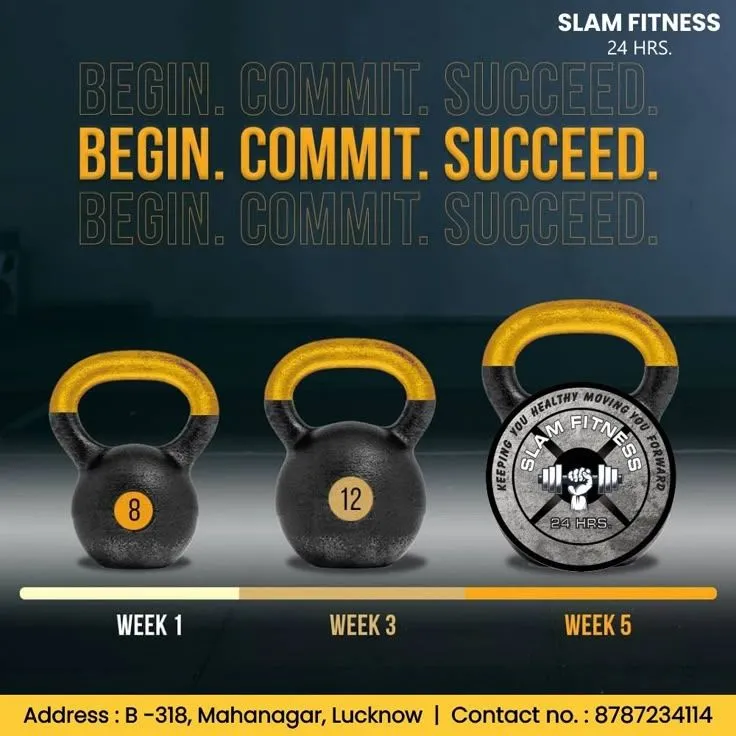 SLAM FITNESS
24 HRS.
BEGIN. COMMIT. SUCCEED.
BEGIN. COMMIT. SUCCEED.
BEGIN. COMMIT. SUCCEED.
8
12
KEEPING YOU HEALTHY MOVING YOU FORWARD
SLAM FITNESS
24 HRS.
WEEK 1
WEEK 3
WEEK 5
Address : B -318, Mahanagar, Lucknow | Contact no. : 8787234114